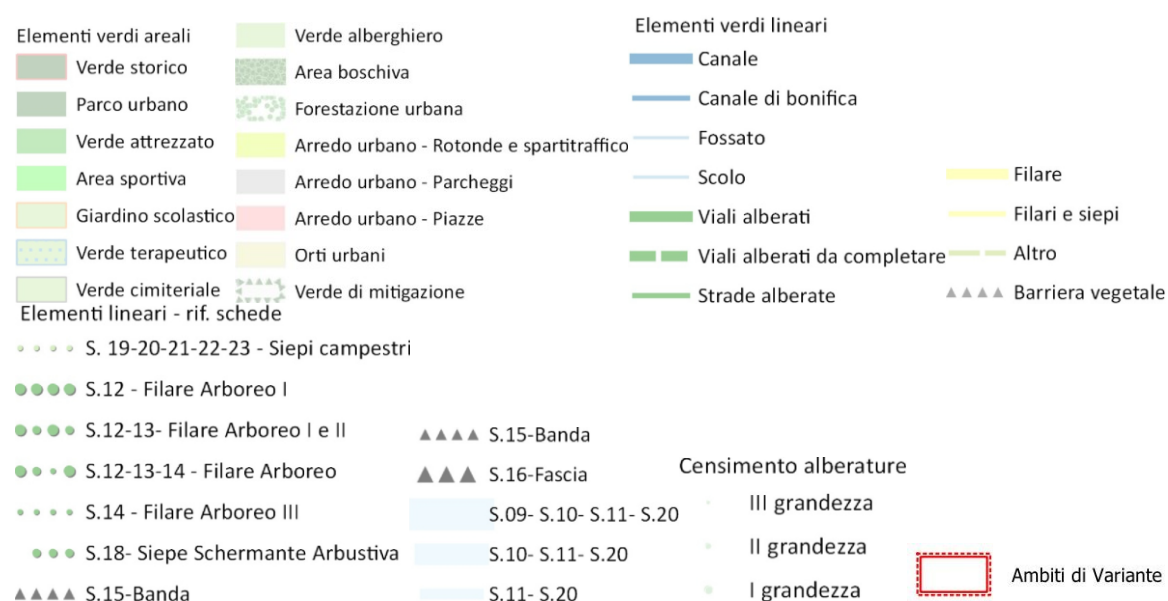 Elementi verdi areali
Verde storico
Parco urbano
Verde attrezzato
Area sportiva
Giardino scolastico
Verde terapeutico
Verde cimiteriale
Verde alberghiero
Area boschiva
Forestazione urbana
Arredo urbano - Rotonde e spartitraffico
Arredo urbano - Parcheggi
Arredo urbano - Piazze
Orti urbani
Verde di mitigazione
Elementi verdi lineari
Canale
Canale di bonifica
Fossato
Scolo
Viali alberati
Viali alberati da completare
Strade alberate
Filare
Filari e siepi
Altro
Barriera vegetale
Elementi lineari - rif. schede
S. 19-20-21-22-23 - Siepi campestri
S.12 - Filare Arboreo I
S.12-13- Filare Arboreo I e II
S.12-13-14 - Filare Arboreo
S.14 - Filare Arboreo III
S.18- Siepe Schermante Arbustiva
S.15-Banda
S.15-Banda
S.16-Fascia
S.09- S.10- S.11- S.20
S.10- S.11- S.20
S.11- S.20
Censimento alberature
III grandezza
II grandezza
I grandezza
Ambiti di Variante